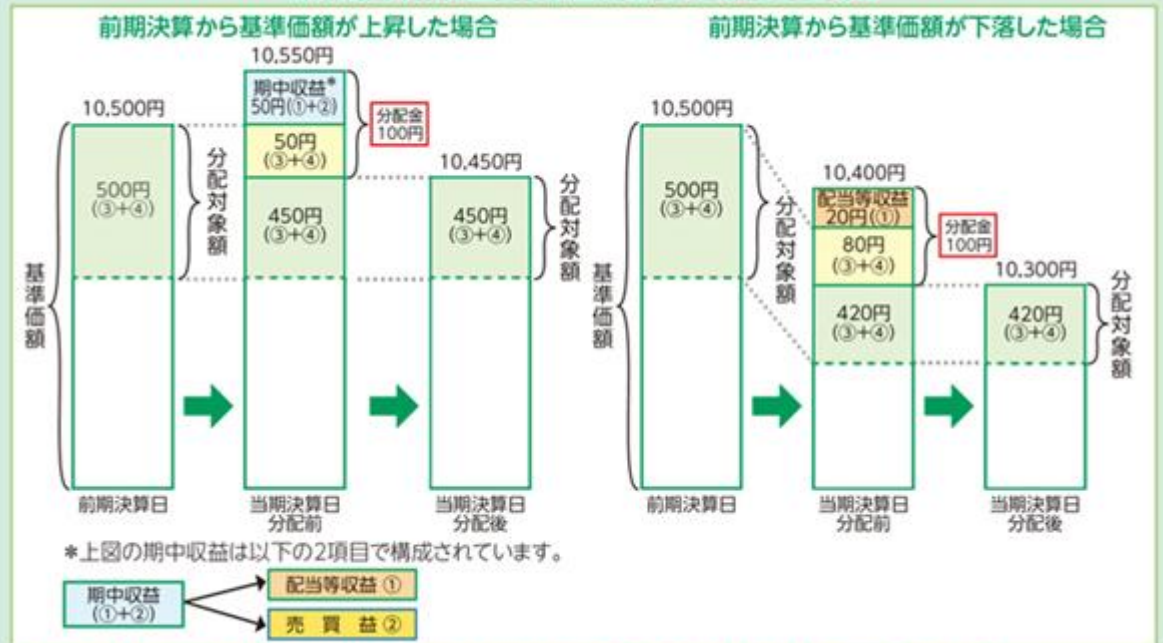 前期決算から基準価額が上昇した場合
10,500円
500円
(③+④)
分配対象額
基準価額
前期決算日
10,550円
期中収益*
50円(①+②)
50円
(③+④)
450円
(③+④)
分配金
100円
当期決算日
分配前
10,450円
450円
(③+④)
分配対象額
当期決算日
分配後
前期決算から基準価額が下落した場合
10,500円
500円
(③+④)
分配対象額
基準価額
前期決算日
10,400円
配当等収益
20円(①)
80円
(③+④)
420円
(③+④)
分配金
100円
当期決算日
分配前
10,300円
420円
(③+④)
分配対象額
当期決算日
分配後
*上図の期中収益は以下の2項目で構成されています。
期中収益
(①+②)
配当等収益 ①
売 買 益 ②